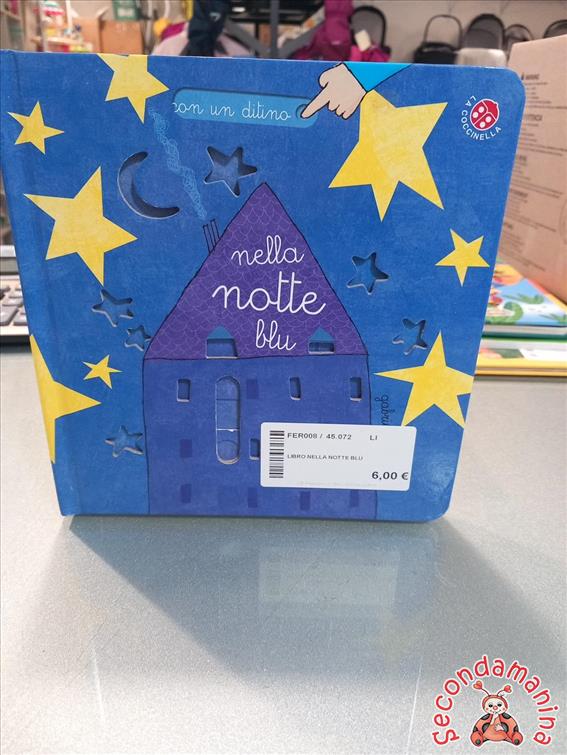 con un ditino
LA COCCINELLA
nella
notte
blu
FER008 / 45.072 LI
LIBRO NELLA NOTTE BLU
6,00 €
Secondamanina